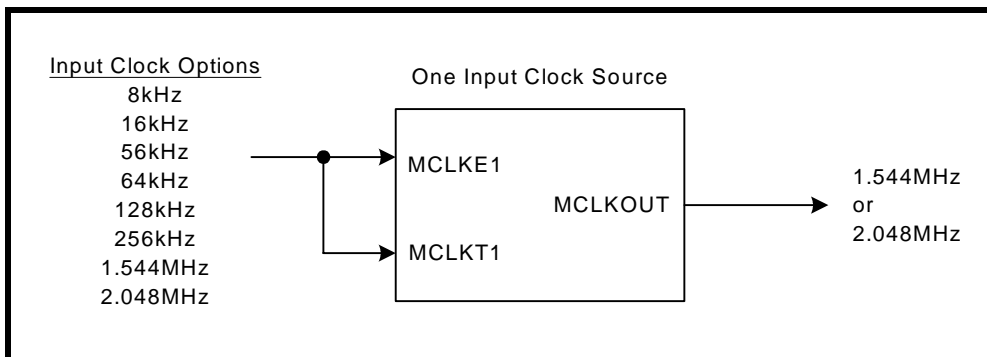 Input Clock Options
8kHz
16kHz
56kHz
64kHz
128kHz
256kHz
1.544MHz
2.048MHz
One Input Clock Source
MCLKE1
MCLKOUT
MCLKT1
1.544MHz
or
2.048MHz